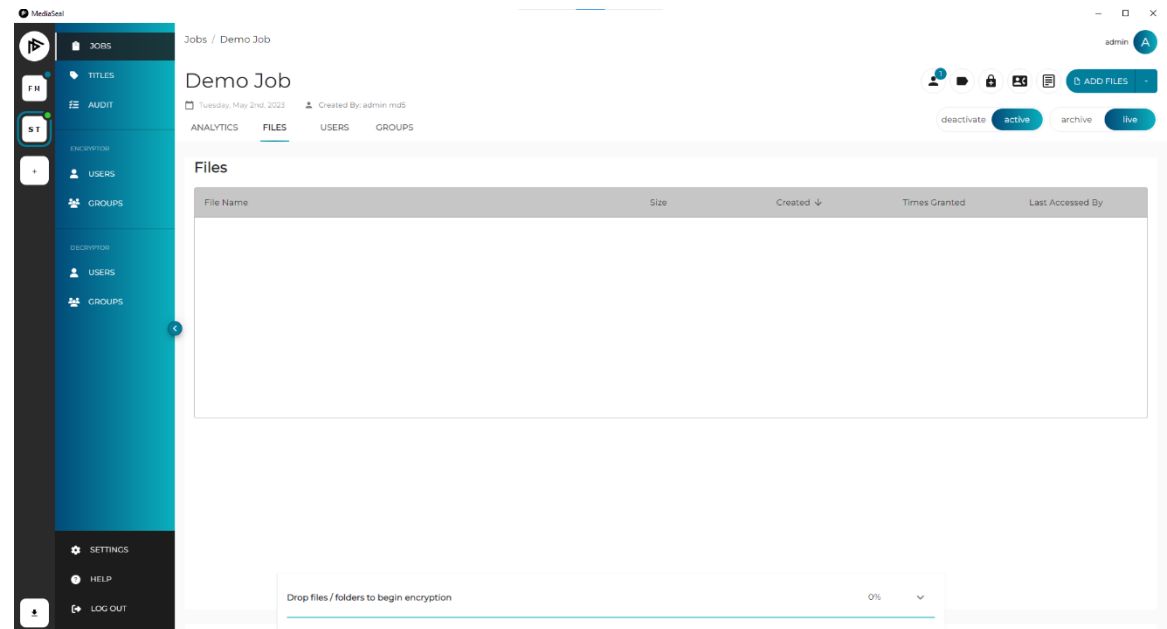 MediaSeal
FH
ST
+
JOBS
TITLES
AUDIT
ENCRYPTOR
USERS
GROUPS
DECRYPTOR
USERS
GROUPS
SETTINGS
HELP
LOG OUT
Jobs / Demo Job
admin A
Demo Job
1
ADD FILES
Tuesday, May 2nd, 2023 Created By: admin md5
deactivate active archive live
ANALYTICS FILES USERS GROUPS
Files
File Name Size Created ↓ Times Granted Last Accessed By
Drop files / folders to begin encryption 0%